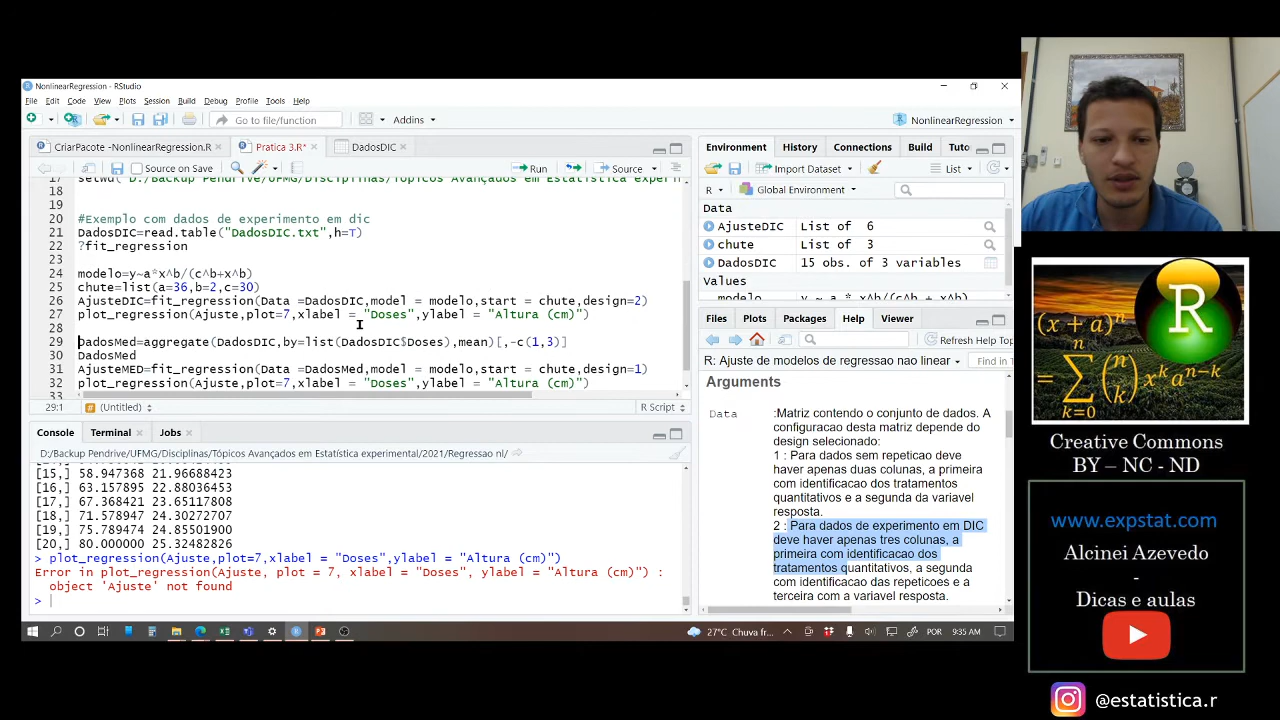 NonlinearRegression - RStudio
File Edit Code View Plots Session Build Debug Profile Tools Help
Go to file/function
Addins
NonlinearRegression
CriarPacote -NonlinearRegression.R
Pratica 3.R*
DadosDIC
Source on Save
Run
Source
18
19
20 #Exemplo com dados de experimento em dic
21 DadosDIC=read.table("DadosDIC.txt",h=T)
22 ?fit_regression
23
24 modelo=y~a*x^b/(c^b+x^b)
25 chute=list(a=36,b=2,c=30)
26 AjusteDIC=fit_regression(Data =DadosDIC,model = modelo,start = chute,design=2)
27 plot_regression(Ajuste,plot=7,xlabel = "Doses",ylabel = "Altura (cm)")
28
29 DadosMed=aggregate(DadosDIC,by=list(DadosDIC$Doses),mean)[,-c(1,3)]
30 DadosMed
31 AjusteMED=fit_regression(Data =DadosMed,model = modelo,start = chute,design=1)
32 plot_regression(Ajuste,plot=7,xlabel = "Doses",ylabel = "Altura (cm)")
29:1 # (Untitled) R Script
Console Terminal Jobs
D:/Backup Pendrive/UFMG/Disciplinas/Tópicos Avançados em Estatística experimental/2021/Regressao nl/
[15,] 58.947368 21.96688423
[16,] 63.157895 22.88036453
[17,] 67.368421 23.65117808
[18,] 71.578947 24.30272707
[19,] 75.789474 24.85501900
[20,] 80.000000 25.32482826
> plot_regression(Ajuste,plot=7,xlabel = "Doses",ylabel = "Altura (cm)")
Error in plot_regression(Ajuste, plot = 7, xlabel = "Doses", ylabel = "Altura (cm)") :
object 'Ajuste' not found
>
Environment History Connections Build Tuto
Import Dataset List
R Global Environment
Data
AjusteDIC List of 6
chute List of 3
DadosDIC 15 obs. of 3 variables
Values
Files Plots Packages Help Viewer
Refresh Help Top
R: Ajuste de modelos de regressao nao linear Find in T
Arguments
Data :Matriz contendo o conjunto de dados. A
configuracao desta matriz depende do
design selecionado:
1 : Para dados sem repeticao deve
haver apenas duas colunas, a primeira
com identificacao dos tratamentos
quantitativos e a segunda da variavel
resposta.
2 : Para dados de experimento em DIC
deve haver apenas tres colunas, a
primeira com identificacao dos
tratamentos quantitativos, a segunda
com identificacao das repeticoes e a
terceira com a variavel resposta.
27°C Chuva fr... POR 9:35 AM
R
(x + a)^n
= ∑ (n k) x^k a^(n−k)
n
k=0
Creative Commons
BY – NC - ND
www.expstat.com
Alcinei Azevedo
-
Dicas e aulas
@estatistica.r